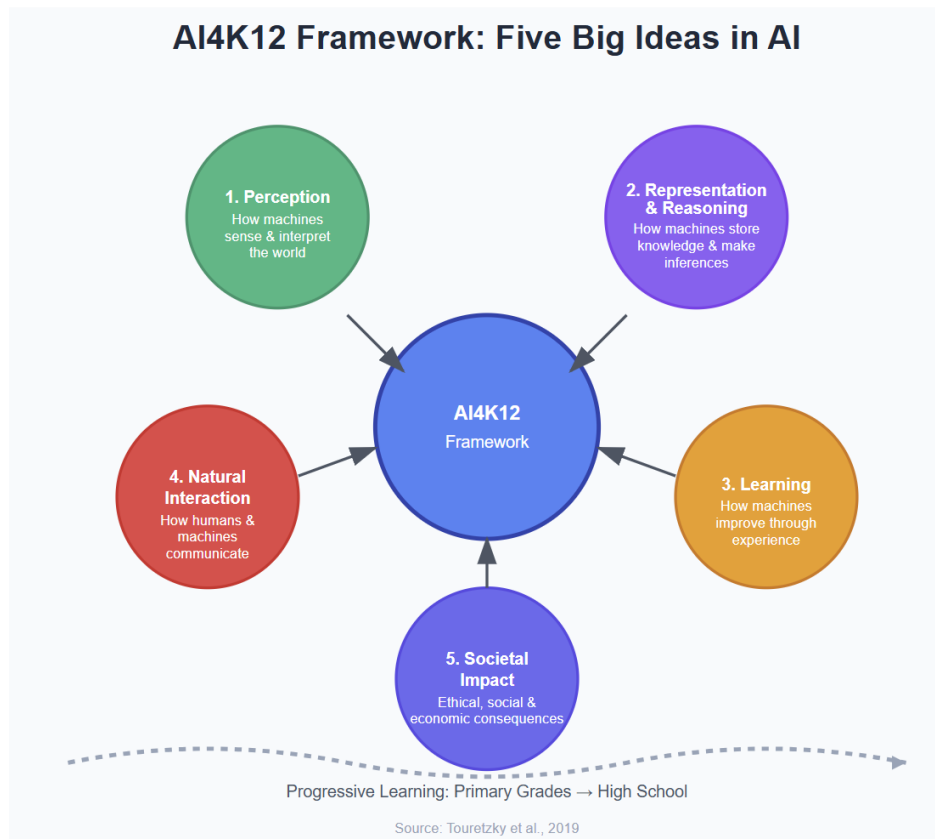 AI4K12 Framework: Five Big Ideas in AI
1. Perception
How machines
sense & interpret
the world
2. Representation
& Reasoning
How machines store
knowledge & make
inferences
AI4K12
Framework
4. Natural
Interaction
How humans &
machines
communicate
3. Learning
How machines
improve through
experience
5. Societal
Impact
Ethical, social &
economic consequences
Progressive Learning: Primary Grades → High School
Source: Touretzky et al., 2019